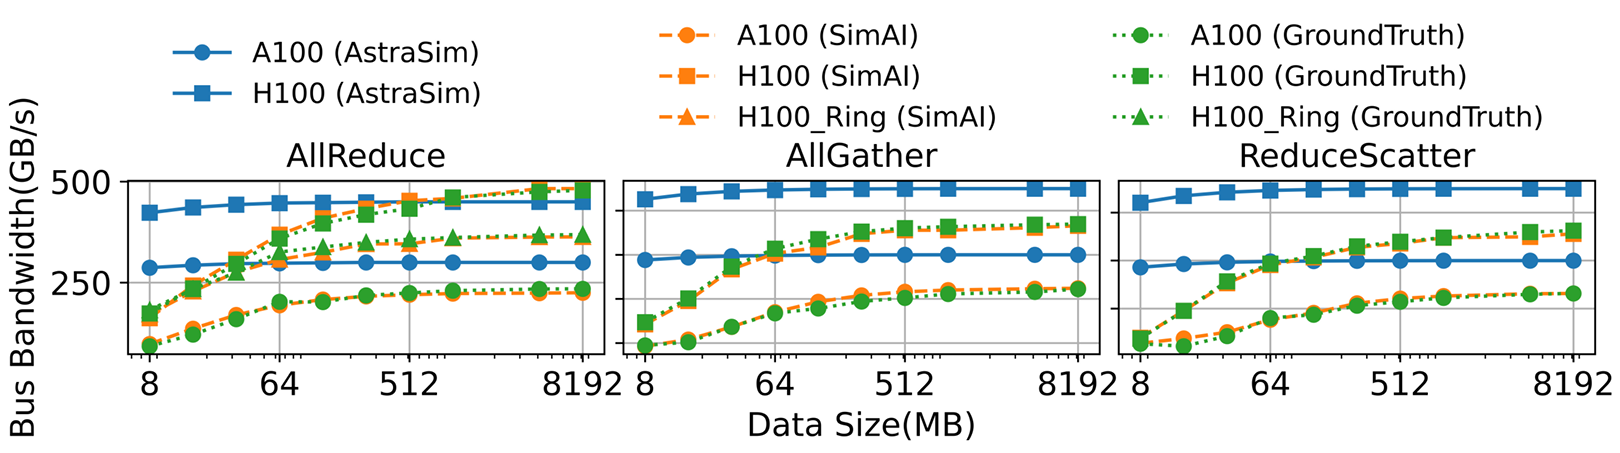 A100 (AstraSim)
H100 (AstraSim)
A100 (SimAI)
H100 (SimAI)
H100_Ring (SimAI)
A100 (GroundTruth)
H100 (GroundTruth)
H100_Ring (GroundTruth)
Bus Bandwidth(GB/s)
AllReduce
AllGather
ReduceScatter
500
250
8 64 512 8192
8 64 512 8192
8 64 512 8192
Data Size(MB)